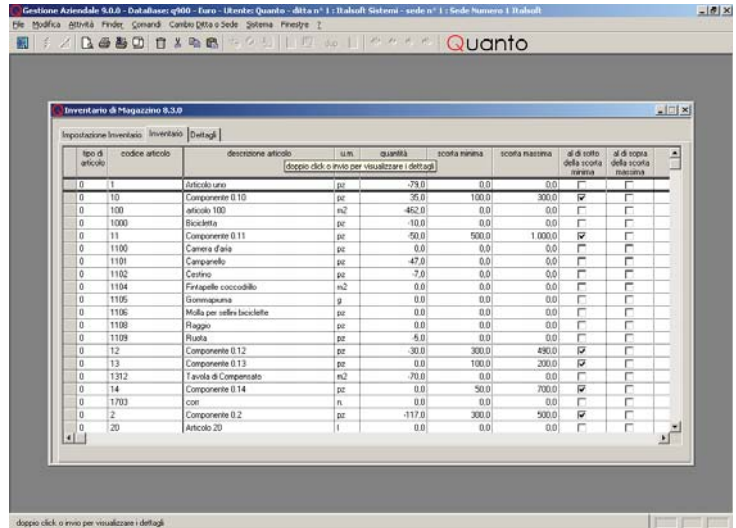 Gestione Aziendale 9.0.0 - DataBase: q900 - Euro - Utente: Quanto - ditta n° 1 : Italsoft Sistemi - sede n° 1 : Sede Numero 1 Italsoft
File Modifica Attività Finder Comandi Cambio Ditta o Sede Sistema Finestre ?
Quanto
Inventario di Magazzino 8.3.0
Impostazione Inventario Inventario Dettagli
tipo di articolo codice articolo descrizione articolo u.m. quantità scorta minima scorta massima al di sotto della scorta minima al di sopra della scorta massima
doppio click o invio per visualizzare i dettagli
0 1 Articolo uno pz -79,0 0,0 0,0
0 10 Componente 0.10 pz 35,0 100,0 300,0
0 100 articolo 100 m2 -462,0 0,0 0,0
0 1000 Bicicletta pz -10,0 0,0 0,0
0 11 Componente 0.11 pz -50,0 500,0 1.000,0
0 1100 Camera d'aria pz 0,0 0,0 0,0
0 1101 Campanello pz -47,0 0,0 0,0
0 1102 Cestino pz -7,0 0,0 0,0
0 1104 Fintapelle coccodrillo m2 0,0 0,0 0,0
0 1105 Gommapiuma g 0,0 0,0 0,0
0 1106 Molla per sellini biciclette pz 0,0 0,0 0,0
0 1108 Raggio pz 0,0 0,0 0,0
0 1109 Ruota pz -5,0 0,0 0,0
0 12 Componente 0.12 pz -30,0 300,0 490,0
0 13 Componente 0.13 pz 0,0 100,0 200,0
0 1312 Tavola di Compensato m2 -70,0 0,0 0,0
0 14 Componente 0.14 pz 0,0 50,0 700,0
0 1703 corri n. 0,0 0,0 0,0
0 2 Componente 0.2 pz -117,0 300,0 500,0
0 20 Articolo 20 l 0,0 0,0 0,0
doppio click o invio per visualizzare i dettagli